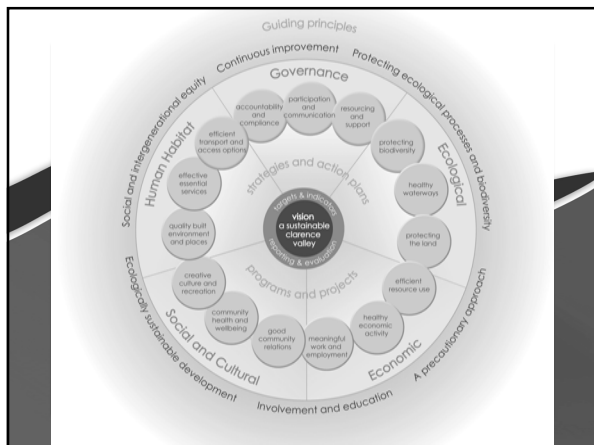 Guiding principles
Continuous improvement
Protecting ecological processes and biodiversity
A precautionary approach
Involvement and education
Ecologically sustainable development
Social and intergenerational equity
Governance
Ecological
Economic
Social and Cultural
Human Habitat
accountability
and
compliance
participation
and
communication
resourcing
and
support
protecting
biodiversity
healthy
waterways
protecting
the land
efficient
resource use
healthy
economic
activity
meaningful
work and
employment
good
community
relations
community
health and
wellbeing
creative
culture and
recreation
quality built
environment
and places
effective
essential
services
efficient
transport and
access options
strategies and action plans
programs and projects
targets & indicators
vision
a sustainable
clarence
valley
reporting & evaluation